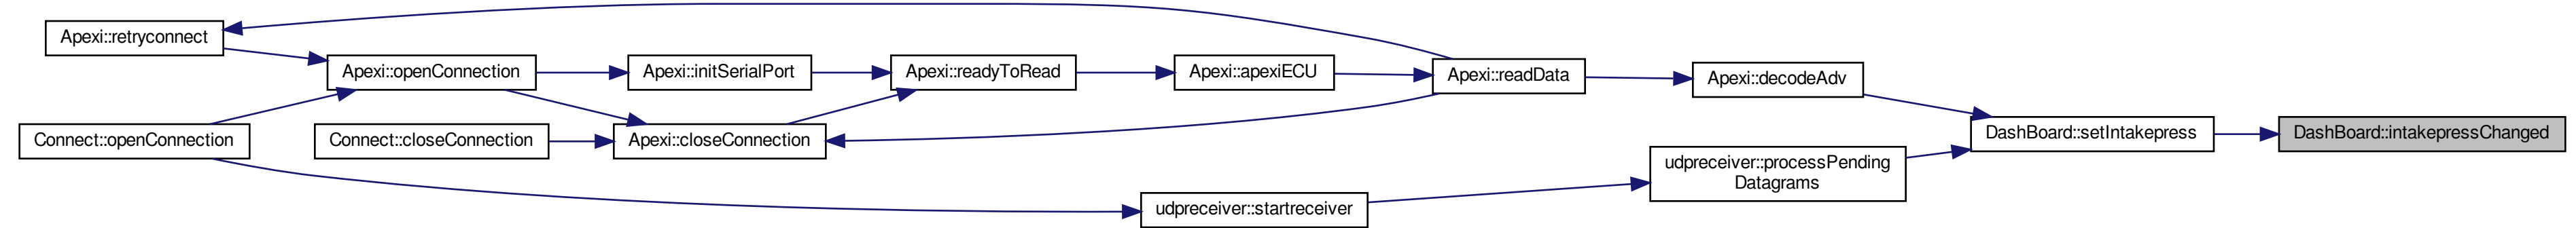 Apexi::retryconnect
Apexi::openConnection
Apexi::initSerialPort
Apexi::readyToRead
Apexi::apexiECU
Apexi::readData
Apexi::decodeAdv
Connect::openConnection
Connect::closeConnection
Apexi::closeConnection
DashBoard::setIntakepress
DashBoard::intakepressChanged
udpreceiver::processPending
Datagrams
udpreceiver::startreceiver